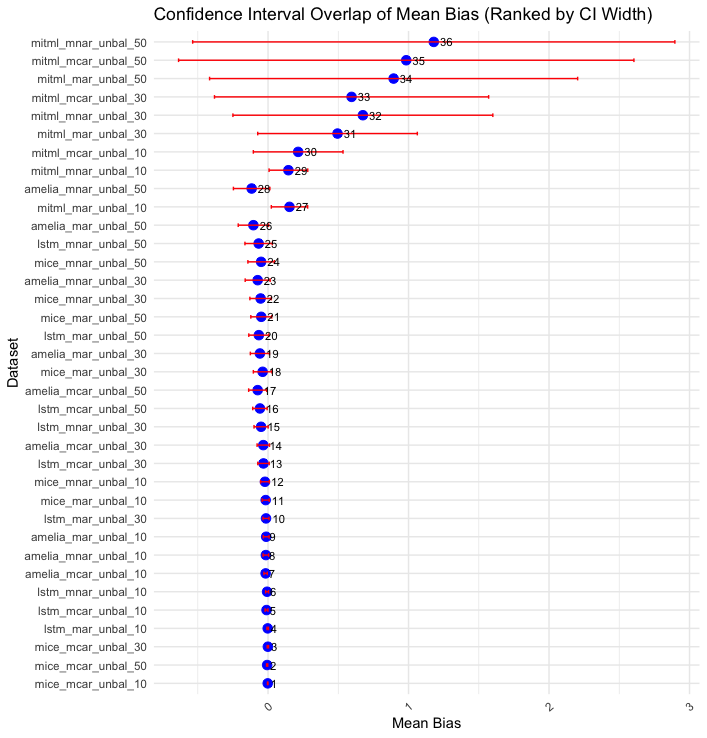 Confidence Interval Overlap of Mean Bias (Ranked by CI Width)
Dataset
mitml_mnar_unbal_50 36
mitml_mcar_unbal_50 35
mitml_mar_unbal_50 34
mitml_mcar_unbal_30 33
mitml_mnar_unbal_30 32
mitml_mar_unbal_30 31
mitml_mcar_unbal_10 30
mitml_mnar_unbal_10 29
amelia_mnar_unbal_50 28
mitml_mar_unbal_10 27
amelia_mar_unbal_50 26
lstm_mnar_unbal_50 25
mice_mnar_unbal_50 24
amelia_mnar_unbal_30 23
mice_mnar_unbal_30 22
mice_mar_unbal_50 21
lstm_mar_unbal_50 20
amelia_mar_unbal_30 19
mice_mar_unbal_30 18
amelia_mcar_unbal_50 17
lstm_mcar_unbal_50 16
lstm_mnar_unbal_30 15
amelia_mcar_unbal_30 14
lstm_mcar_unbal_30 13
mice_mnar_unbal_10 12
mice_mar_unbal_10 11
lstm_mar_unbal_30 10
amelia_mar_unbal_10 9
amelia_mnar_unbal_10 8
amelia_mcar_unbal_10 7
lstm_mnar_unbal_10 6
lstm_mcar_unbal_10 5
lstm_mar_unbal_10 4
mice_mcar_unbal_30 3
mice_mcar_unbal_50 2
mice_mcar_unbal_10 1
0 1 2 3
Mean Bias